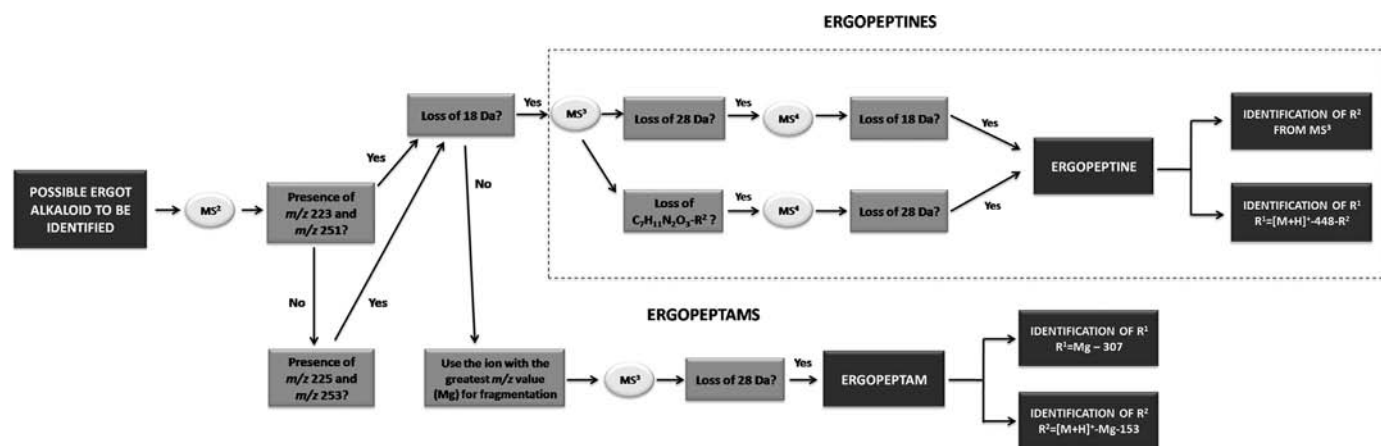 ERGOPEPTINES
POSSIBLE ERGOT
ALKALOID TO BE
IDENTIFIED
MS²
Presence of
m/z 223 and
m/z 251?
Yes
No
Presence of
m/z 225 and
m/z 253?
Yes
Loss of 18 Da?
Yes
No
MS³
Loss of 28 Da?
Yes
MS⁴
Loss of 18 Da?
Yes
Loss of
C₇H₁₁N₂O₃-R² ?
Yes
MS⁴
Loss of 28 Da?
Yes
ERGOPEPTINE
IDENTIFICATION OF R²
FROM MS³
IDENTIFICATION OF R¹
R¹=[M+H]⁺-448-R²
ERGOPEPTAMS
Use the ion with the
greatest m/z value
(Mg) for fragmentation
MS³
Loss of 28 Da?
Yes
ERGOPEPTAM
IDENTIFICATION OF R¹
R¹=Mg – 307
IDENTIFICATION OF R²
R²=[M+H]⁺-Mg-153